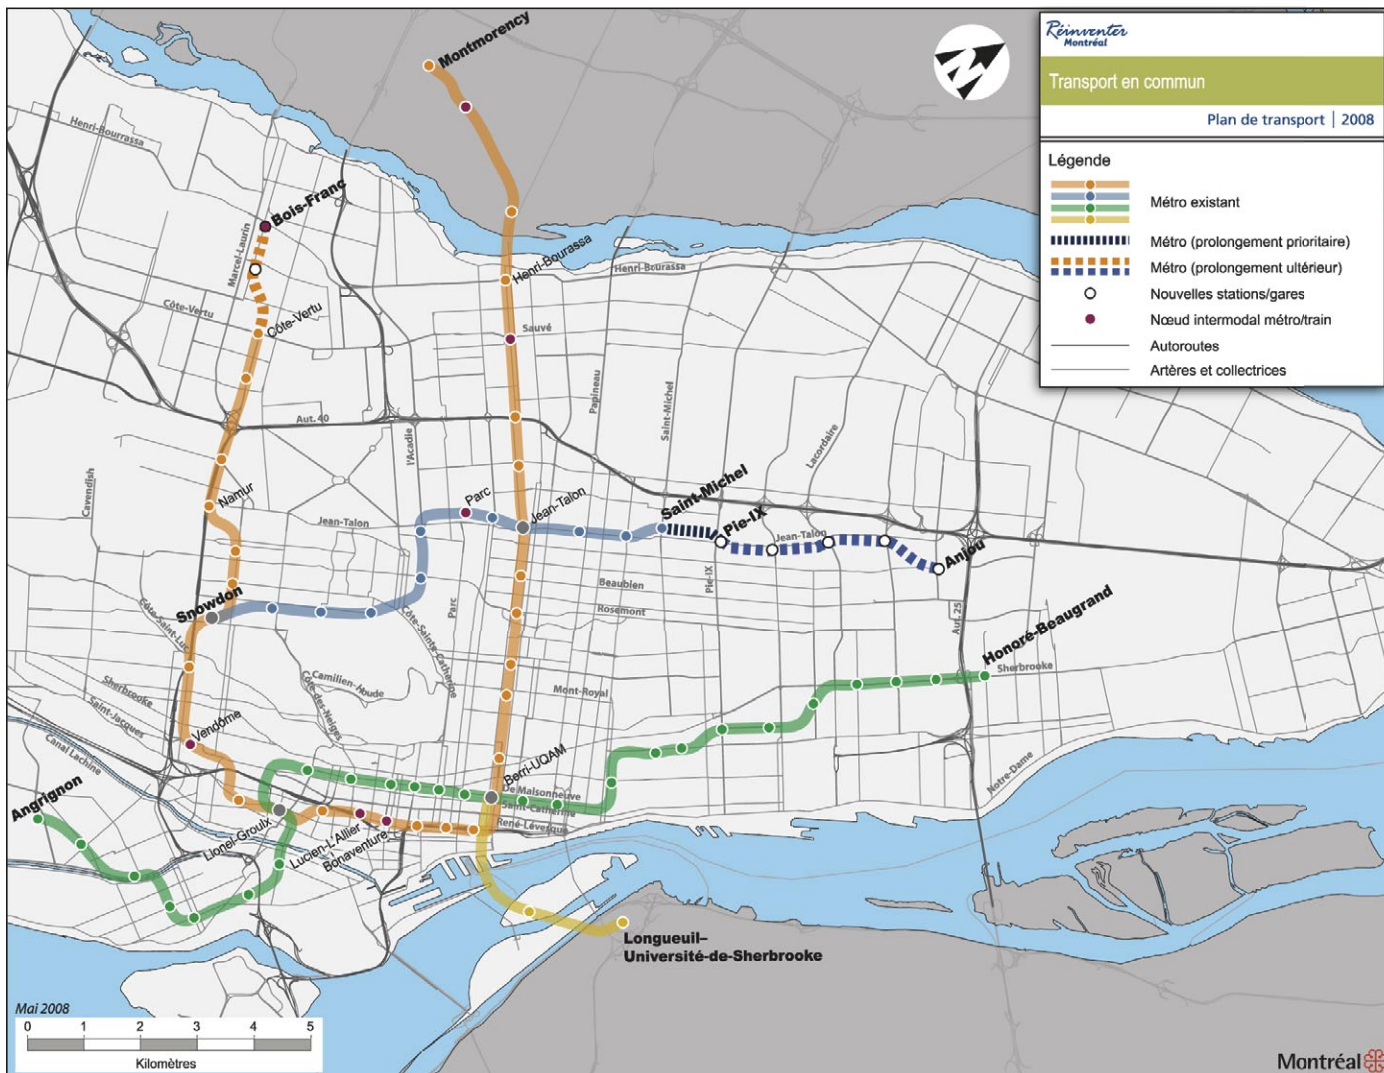 Réinventer
Montréal
Transport en commun
Plan de transport | 2008
Légende
Métro existant
Métro (prolongement prioritaire)
Métro (prolongement ultérieur)
Nouvelles stations/gares
Nœud intermodal métro/train
Autoroutes
Artères et collectrices
Montmorency
Henri-Bourrassa
Bois-Franc
Marcel-Laurin
Henri-Bourassa
Henri-Bourassa
Côte-Vertu
Côte-Vertu
Sauvé
Papineau
Saint-Michel
Aut. 40
l'Acadie
Lacordaire
Cavendish
Namur
Parc
Jean-Talon
Jean-Talon
Saint-Michel
Pie-IX
Jean-Talon
Anjou
Beaubien
Pie-IX
Rosemont
Parc
Snowdon
Côte-Saint-Luc
Côte-Sainte-Catherine
Aut. 25
Honoré-Beaugrand
Sherbrooke
Camilien-Houde
Côte-des-Neiges
Mont-Royal
Sherbrooke
Saint-Jacques
Vendôme
Canal Lachine
Berri-UQAM
De Maisonneuve
Sainte-Catherine
René-Lévesque
Notre-Dame
Angrignon
Lionel-Groulx
Lucien-L'Allier
Bonaventure
Longueuil–
Université-de-Sherbrooke
Mai 2008
0 1 2 3 4 5
Kilomètres
Montréal